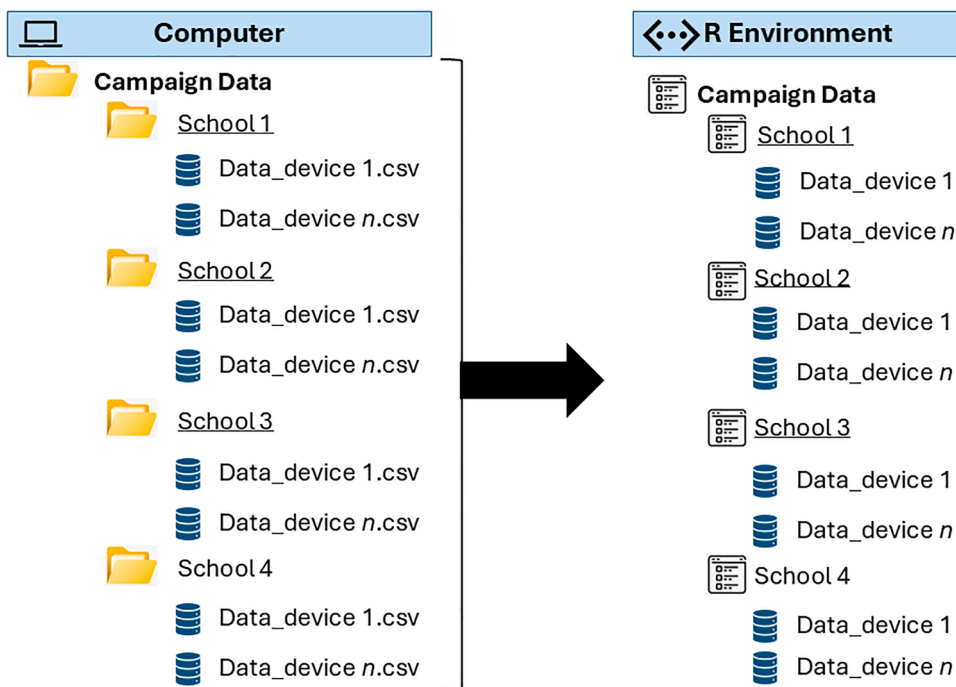 Computer
Campaign Data
School 1
Data_device 1.csv
Data_device n.csv
School 2
Data_device 1.csv
Data_device n.csv
School 3
Data_device 1.csv
Data_device n.csv
School 4
Data_device 1.csv
Data_device n.csv
R Environment
Campaign Data
School 1
Data_device 1
Data_device n
School 2
Data_device 1
Data_device n
School 3
Data_device 1
Data_device n
School 4
Data_device 1
Data_device n